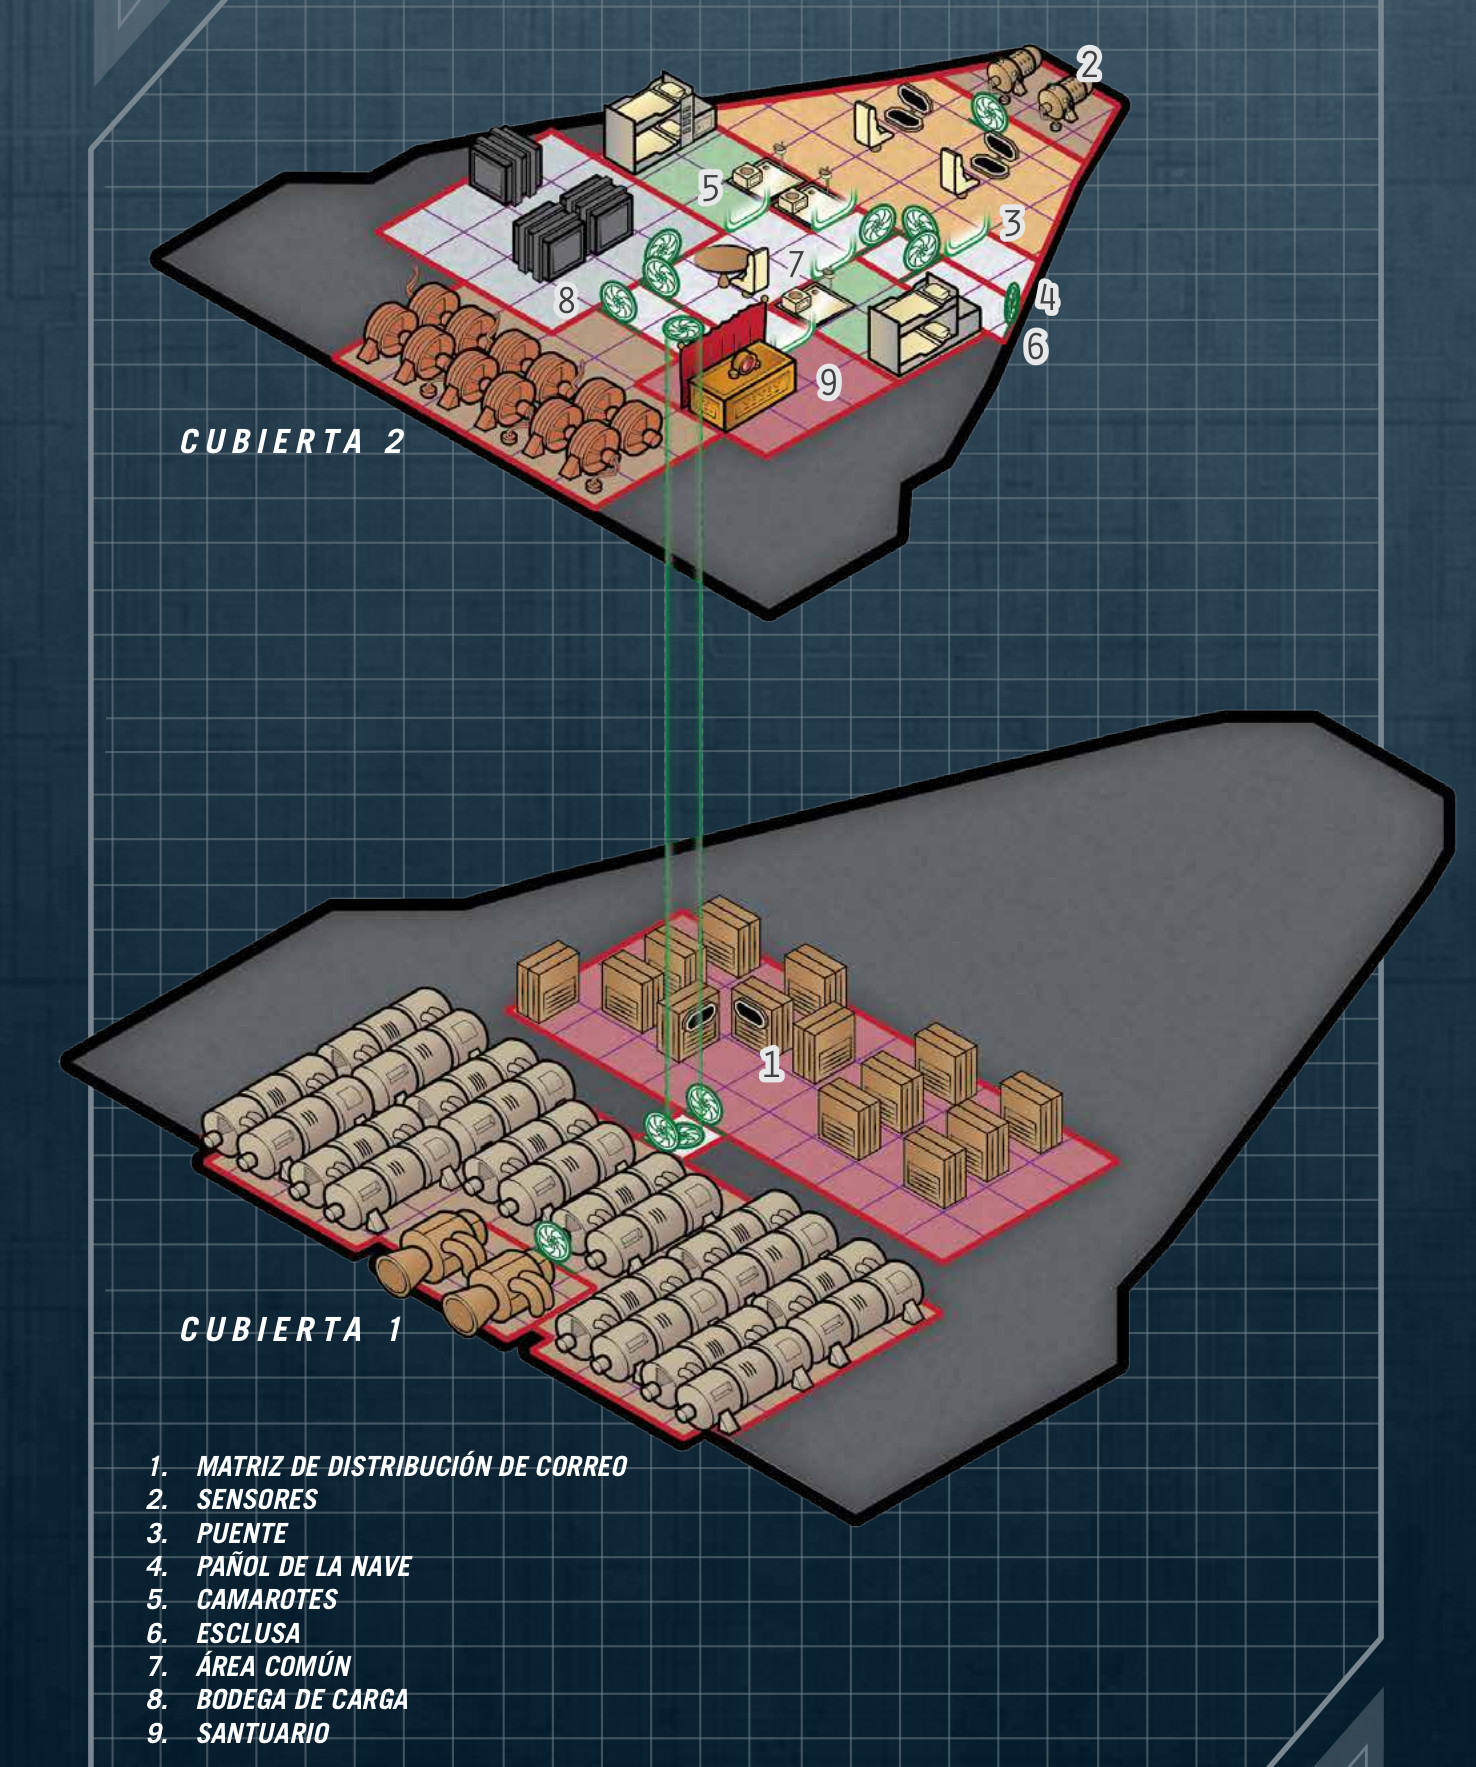 2
5
3
7
4
8
6
9
CUBIERTA 2
1
CUBIERTA 1
1. MATRIZ DE DISTRIBUCIÓN DE CORREO
2. SENSORES
3. PUENTE
4. PAÑOL DE LA NAVE
5. CAMAROTES
6. ESCLUSA
7. ÁREA COMÚN
8. BODEGA DE CARGA
9. SANTUARIO